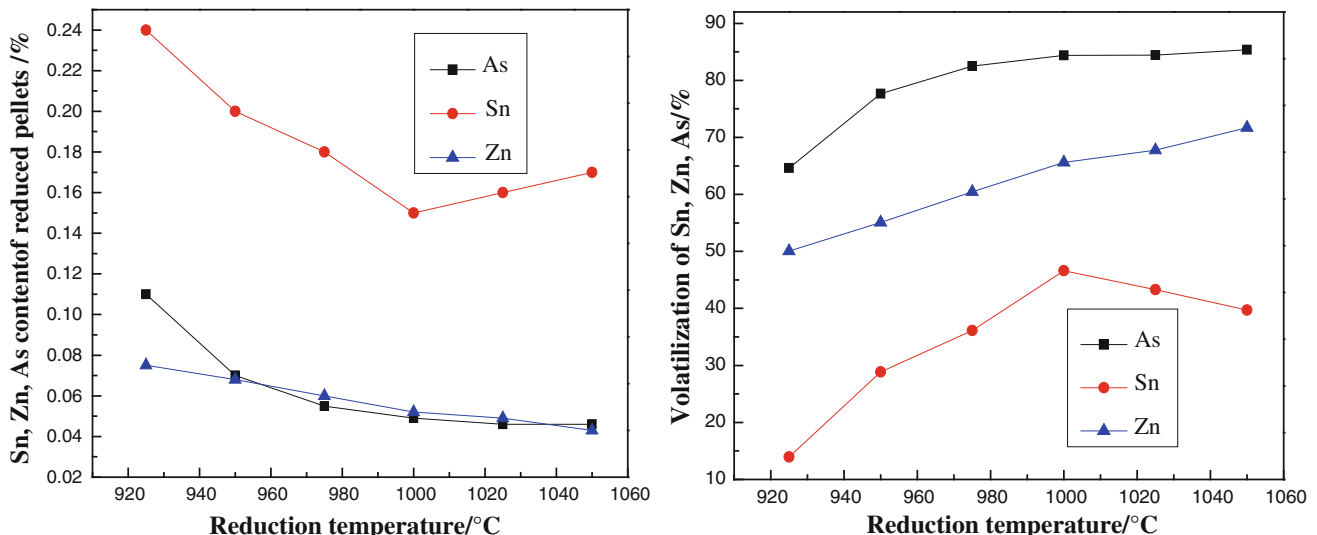 Sn, Zn, As contentof reduced pellets /%
0.24
0.22
0.20
0.18
0.16
0.14
0.12
0.10
0.08
0.06
0.04
0.02
As
Sn
Zn
920 940 960 980 1000 1020 1040 1060
Reduction temperature/°C
Volatilization of Sn, Zn, As/%
90
80
70
60
50
40
30
20
10
As
Sn
Zn
920 940 960 980 1000 1020 1040 1060
Reduction temperature/°C